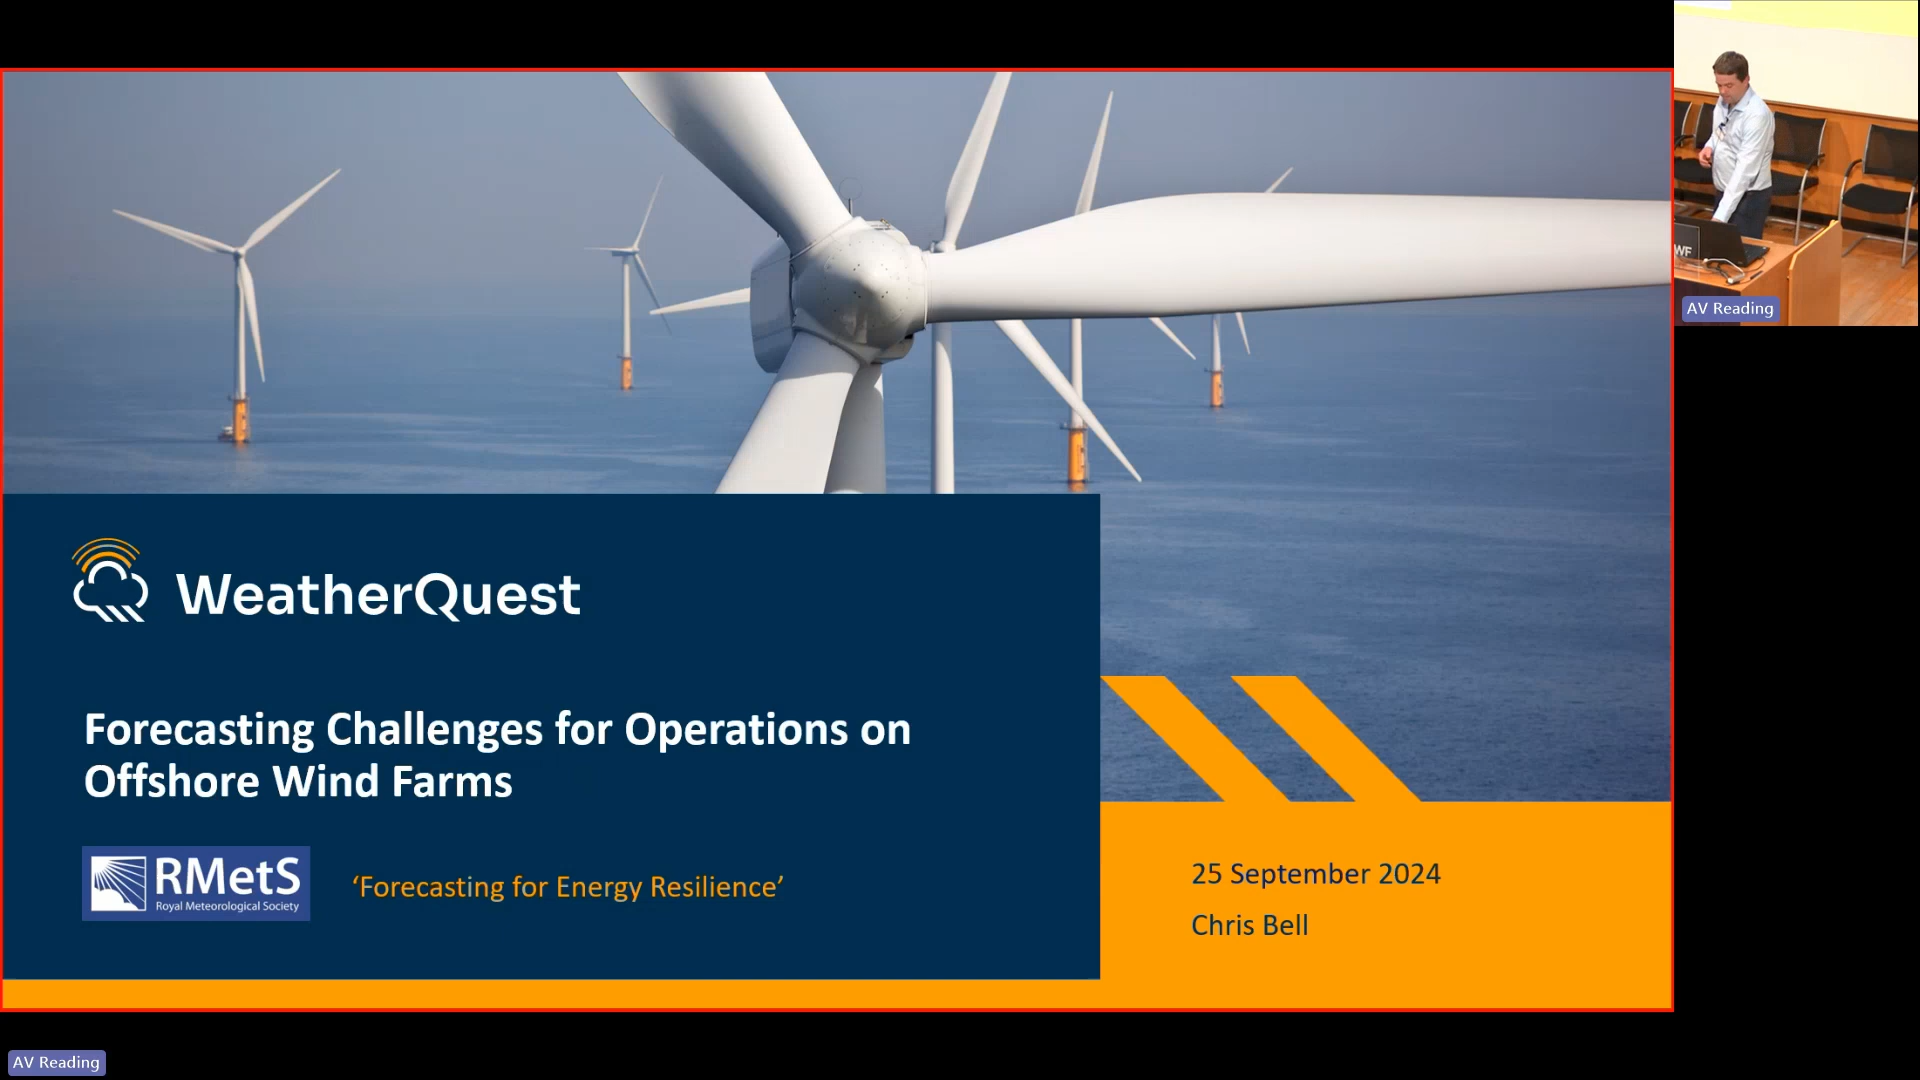 WeatherQuest
Forecasting Challenges for Operations on
Offshore Wind Farms
RMetS
Royal Meteorological Society
‘Forecasting for Energy Resilience’
25 September 2024
Chris Bell
WF
AV Reading
AV Reading